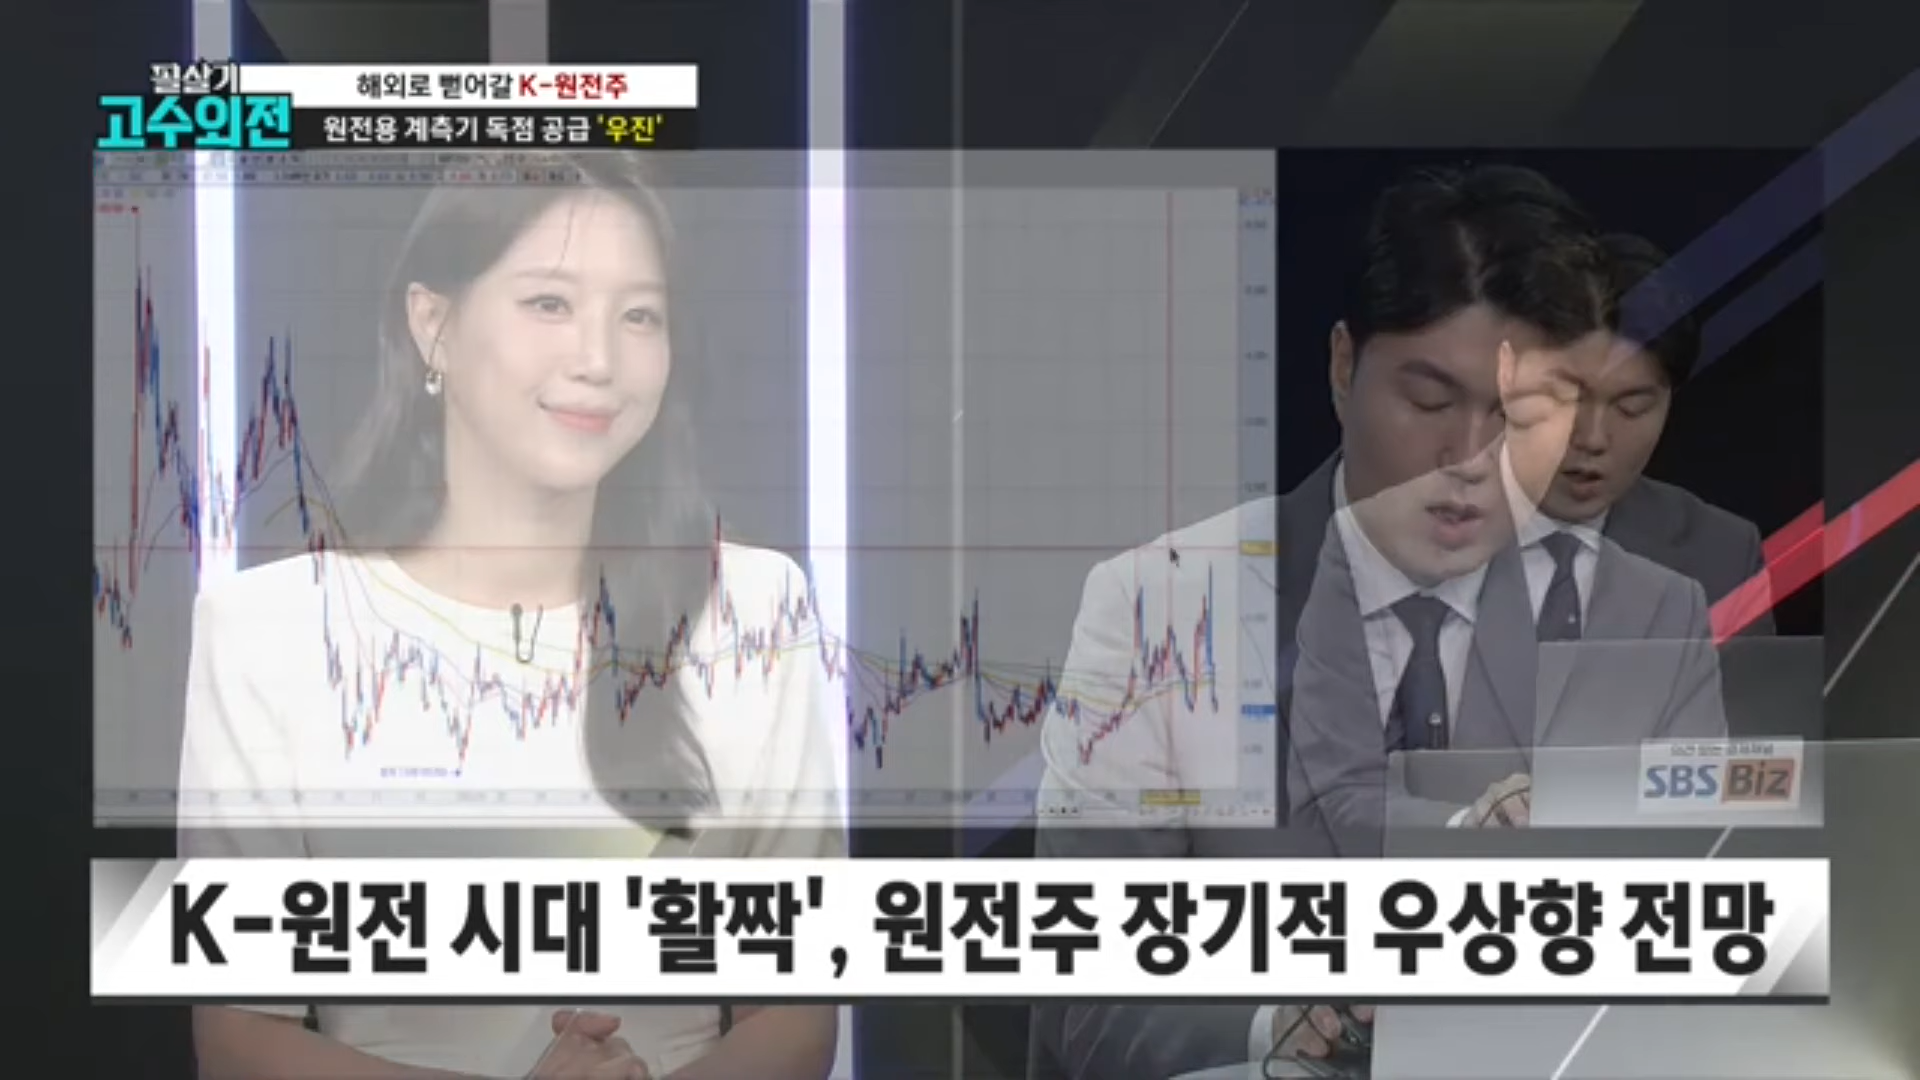 필살기
고수외전
해외로 뻗어갈 K-원전주
원전용 계측기 독점 공급 '우진'
SBS Biz
K-원전 시대 '활짝', 원전주 장기적 우상향 전망